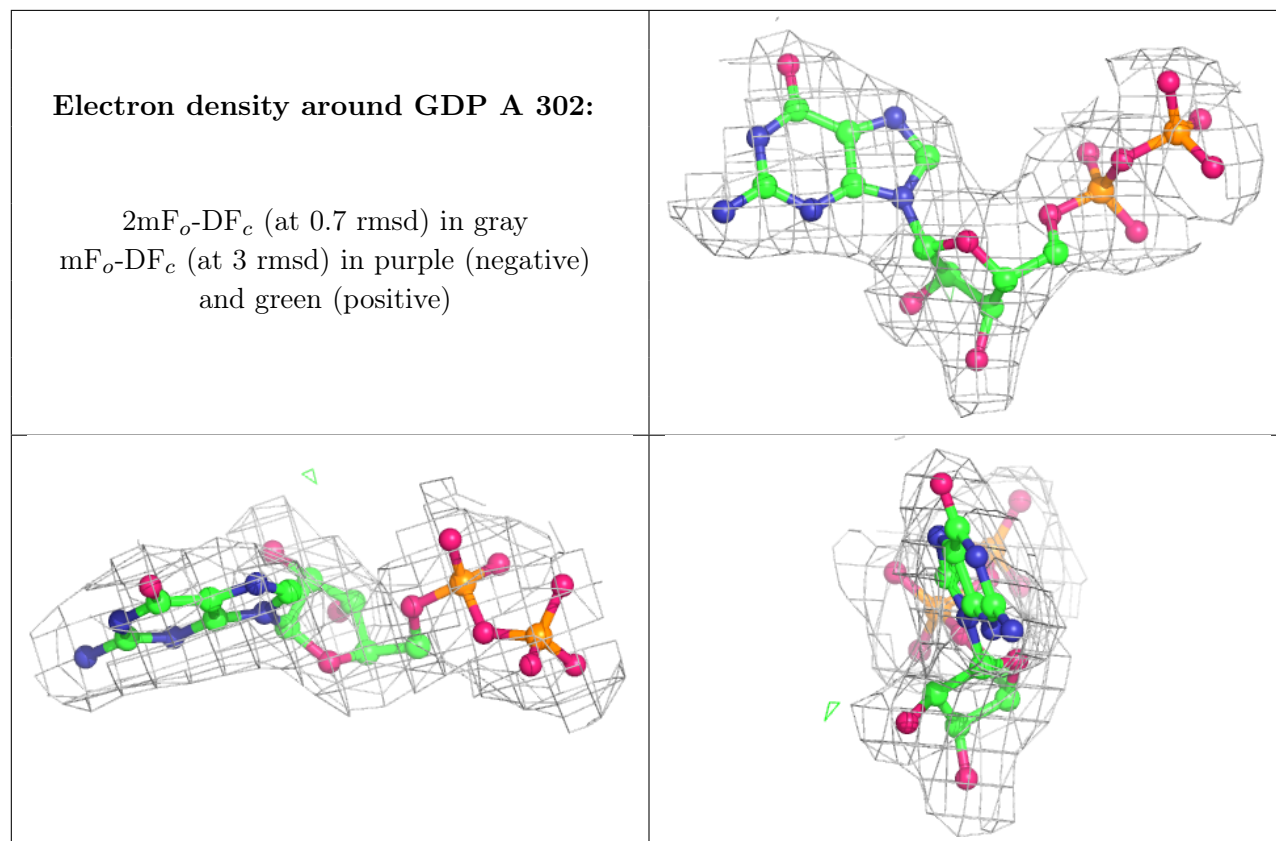 Electron density around GDP A 302:
2mFo-DFc (at 0.7 rmsd) in gray
mFo-DFc (at 3 rmsd) in purple (negative)
and green (positive)